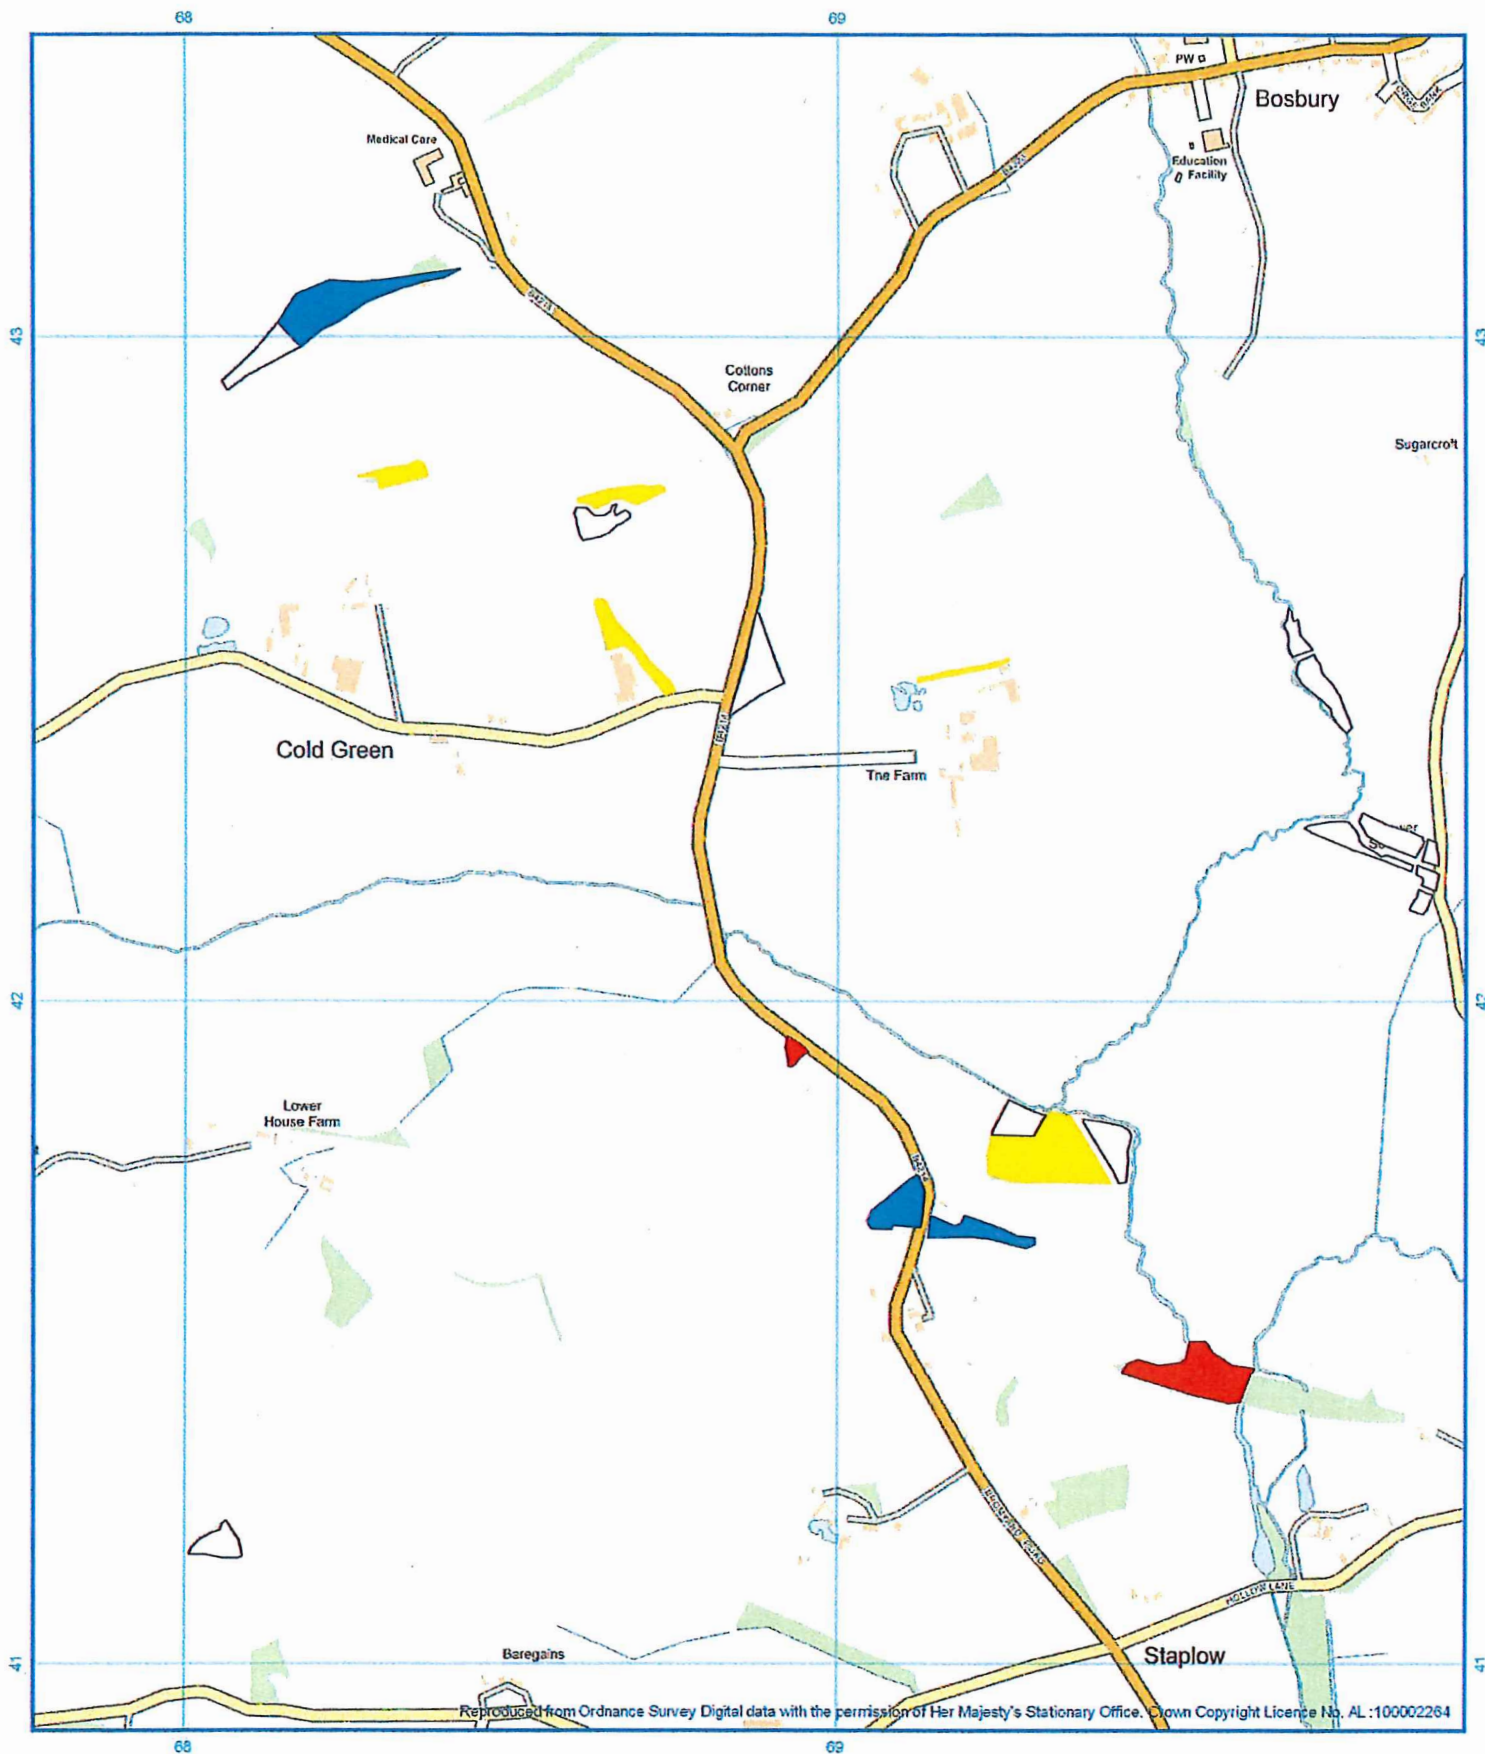 68
69
PW
Bosbury
Medical Care
Education
Facility
B4214
43
43
Cottons
Corner
Sugarcroft
B4214
Cold Green
The Farm
42
42
Lower
House Farm
B4214
BROMYARD ROAD
HOLLOW LANE
41
41
Baregains
Staplow
Reproduced from Ordnance Survey Digital data with the permission of Her Majesty's Stationary Office. Crown Copyright Licence No. AL :100002264
68
69